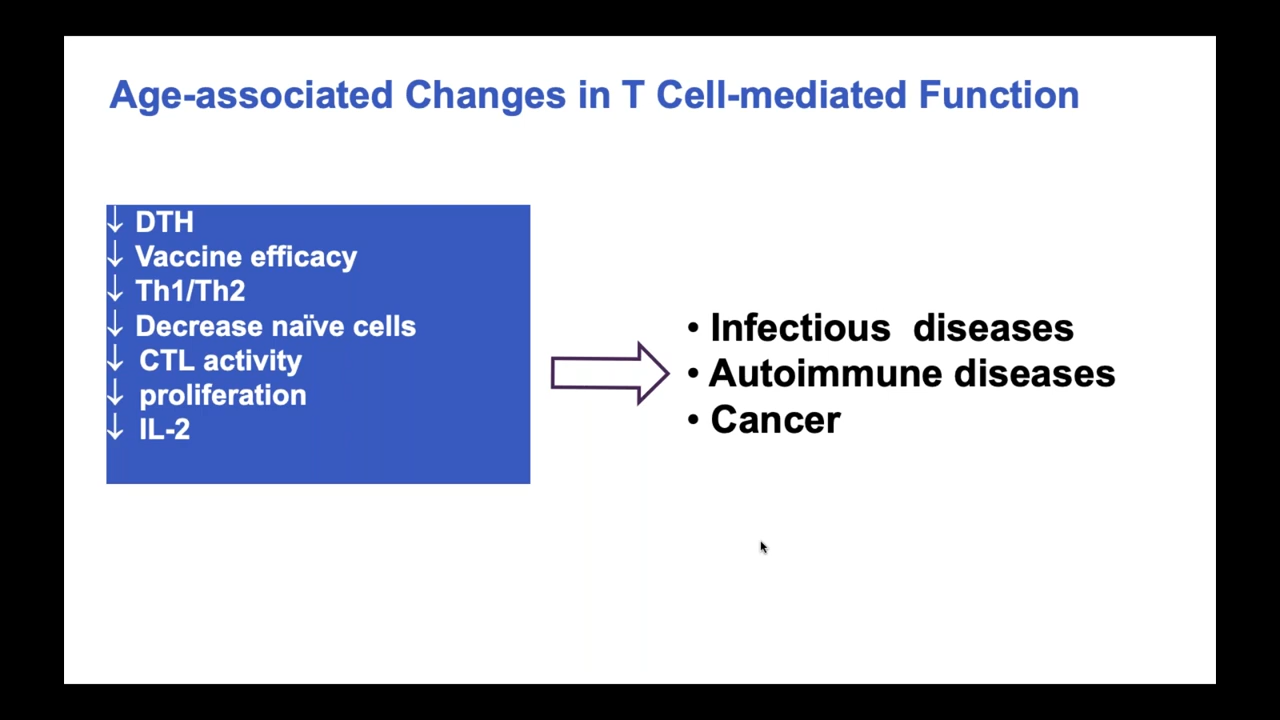 Age-associated Changes in T Cell-mediated Function
↓ DTH
↓ Vaccine efficacy
↓ Th1/Th2
↓ Decrease naïve cells
↓ CTL activity
↓ proliferation
↓ IL-2
• Infectious diseases
• Autoimmune diseases
• Cancer